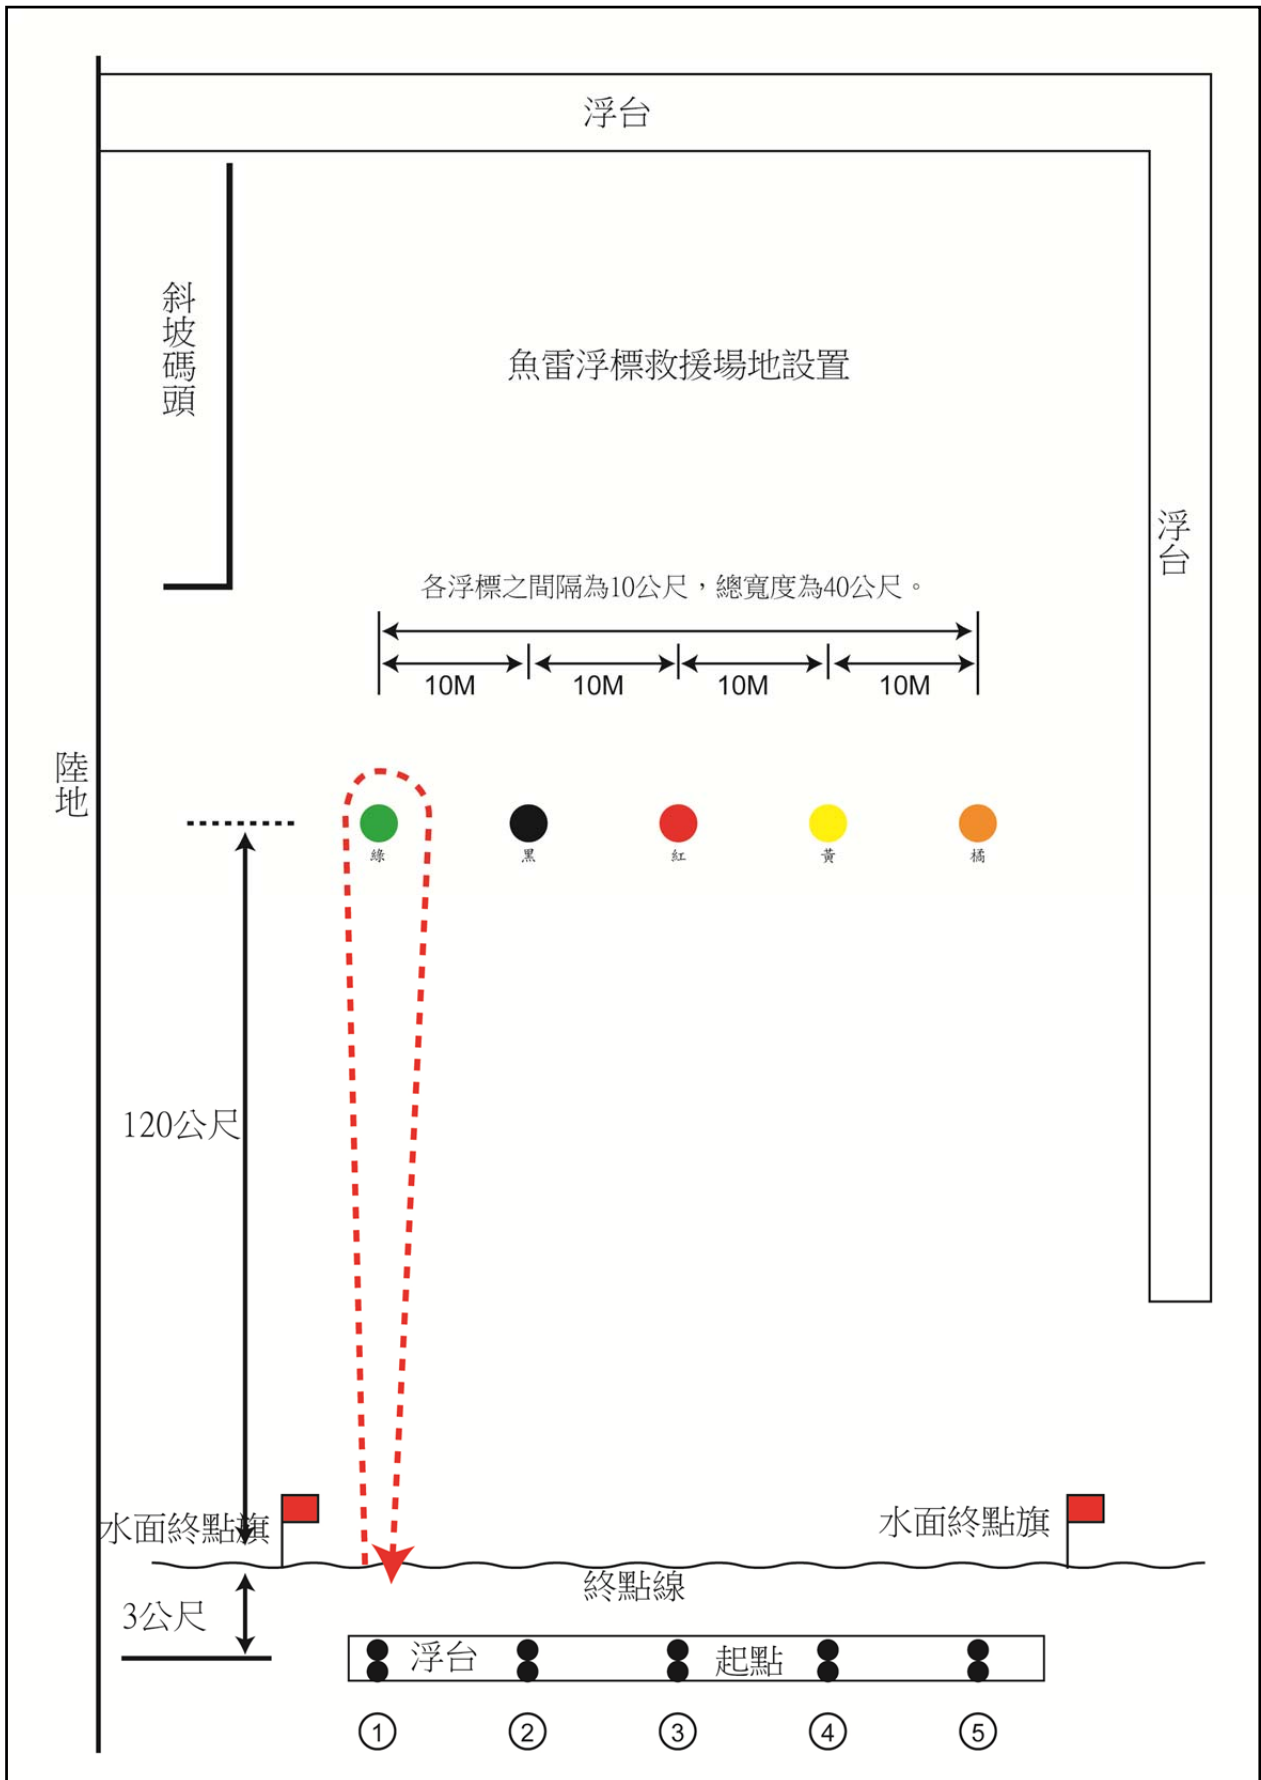 浮台
斜坡碼頭
魚雷浮標救援場地設置
浮台
各浮標之間隔為10公尺，總寬度為40公尺。
10M 10M 10M 10M
陸地
綠 黑 紅 黃 橘
120公尺
水面終點旗 水面終點旗
終點線
3公尺
浮台 起點
① ② ③ ④ ⑤